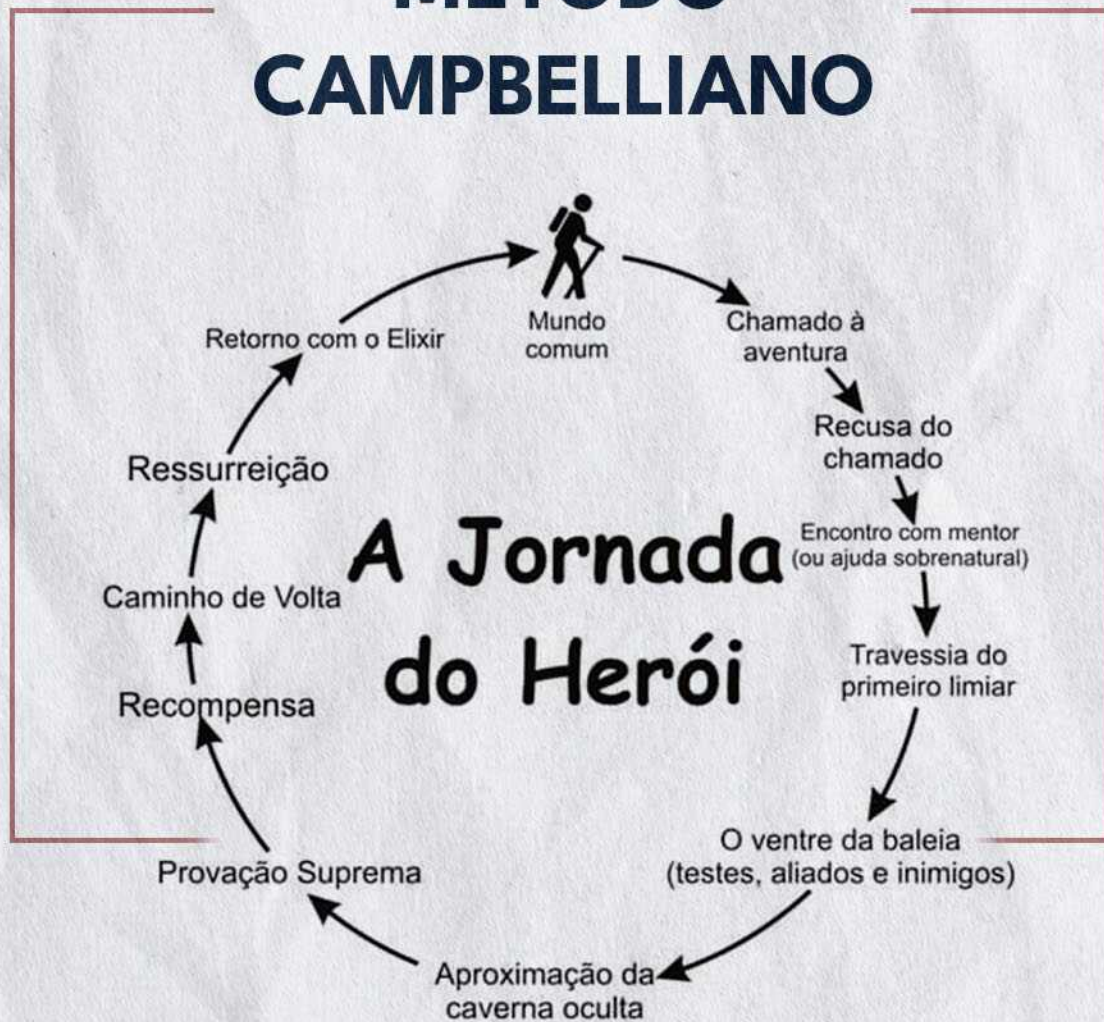 MÉTODO
CAMPBELLIANO
Mundo
comum
Chamado à
aventura
Recusa do
chamado
Encontro com mentor
(ou ajuda sobrenatural)
Travessia do
primeiro limiar
O ventre da baleia
(testes, aliados e inimigos)
Aproximação da
caverna oculta
Provação Suprema
Recompensa
Caminho de Volta
Ressurreição
Retorno com o Elixir
A Jornada
do Herói